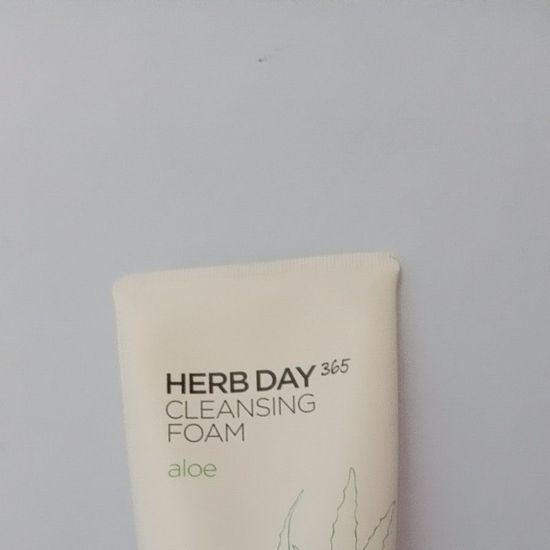 HERB DAY 365
CLEANSING
FOAM
aloe